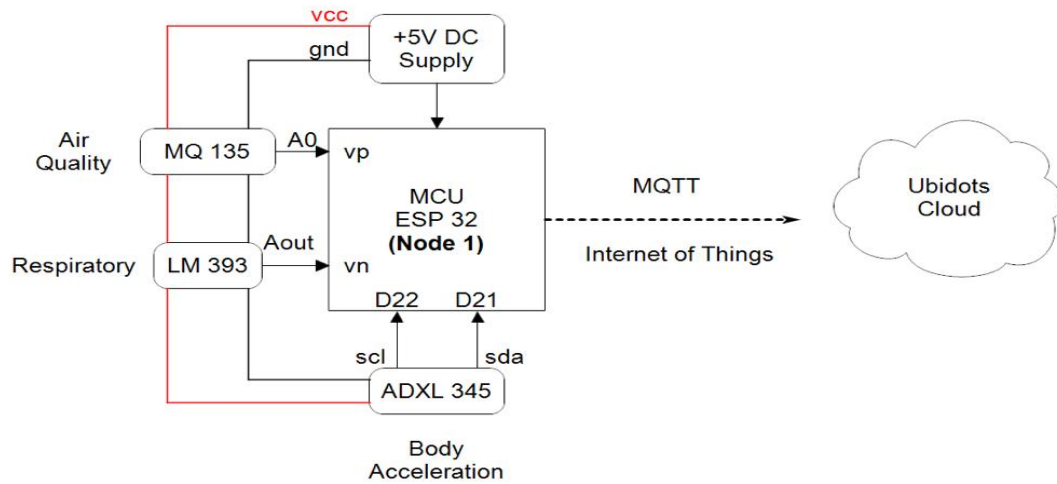 vcc
+5V DC
Supply
gnd
Air
Quality
MQ 135
A0
vp
MCU
ESP 32
(Node 1)
MQTT
Internet of Things
Ubidots
Cloud
Respiratory
LM 393
Aout
vn
D22
D21
scl
sda
ADXL 345
Body
Acceleration